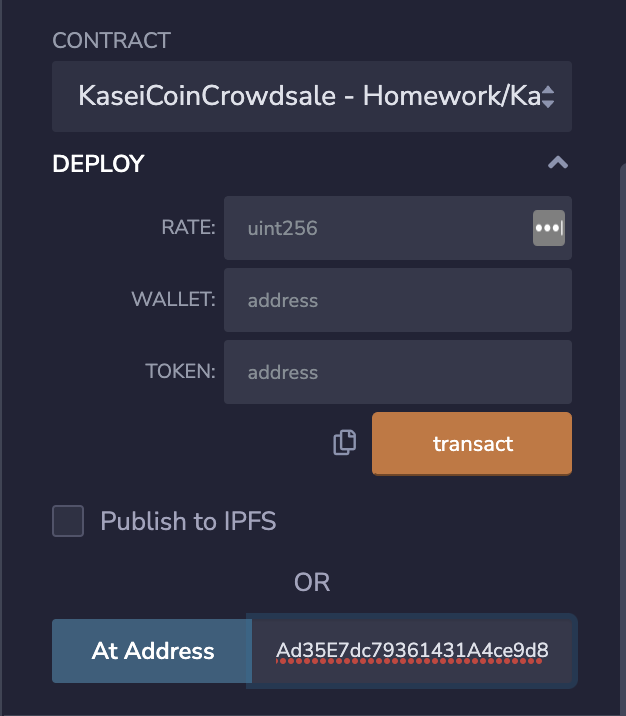 CONTRACT
KaseiCoinCrowdsale - Homework/Ka
DEPLOY
RATE: uint256
WALLET: address
TOKEN: address
transact
Publish to IPFS
OR
At Address Ad35E7dc79361431A4ce9d8